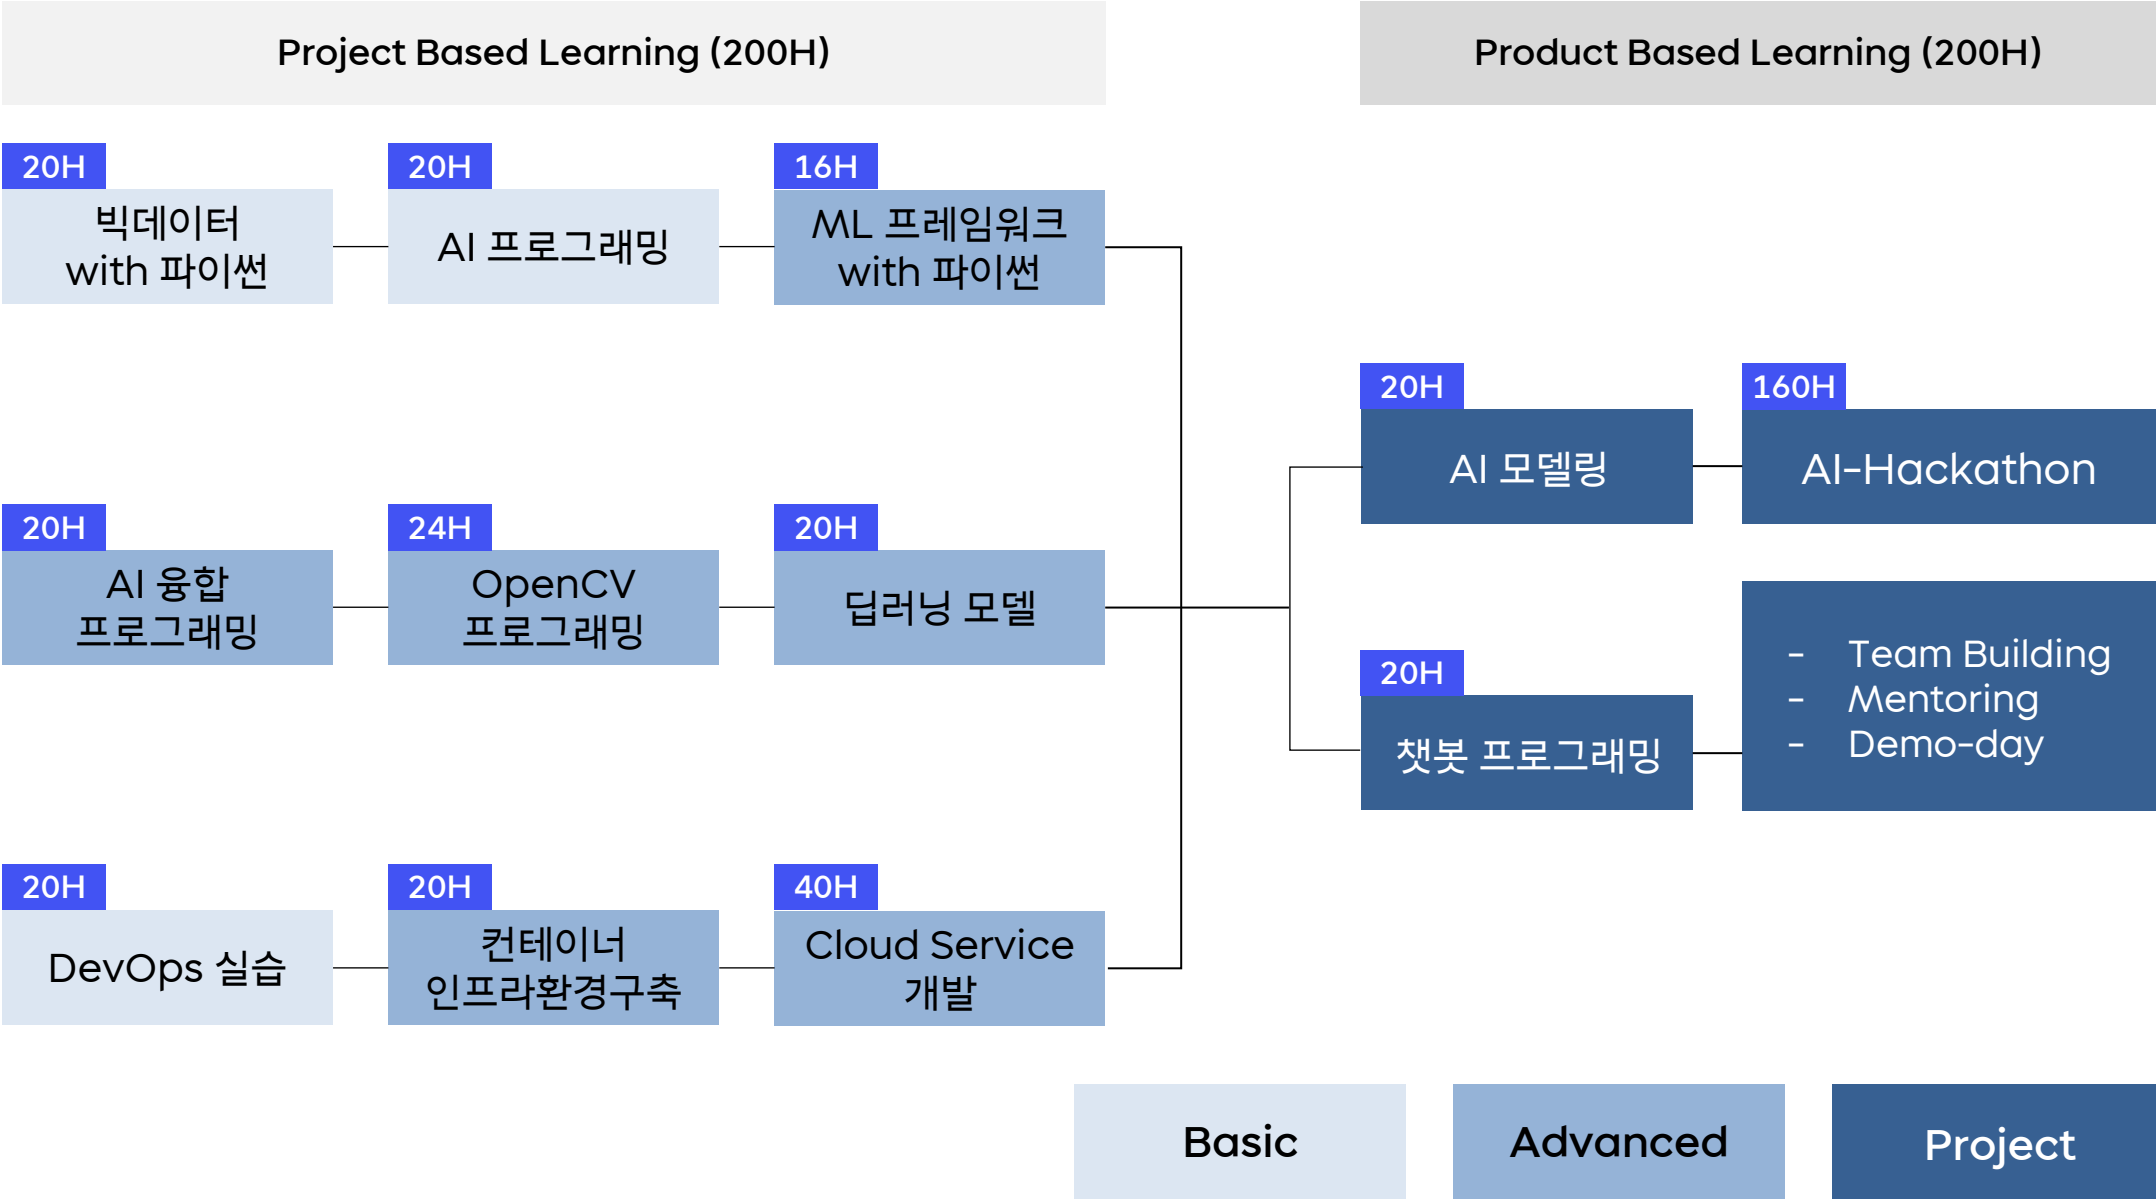 Project Based Learning (200H)
Product Based Learning (200H)
20H
빅데이터
with 파이썬
20H
AI 프로그래밍
16H
ML 프레임워크
with 파이썬
20H
AI 융합
프로그래밍
24H
OpenCV
프로그래밍
20H
딥러닝 모델
20H
DevOps 실습
20H
컨테이너
인프라환경구축
40H
Cloud Service
개발
20H
AI 모델링
160H
AI-Hackathon
20H
챗봇 프로그래밍
- Team Building
- Mentoring
- Demo-day
Basic
Advanced
Project